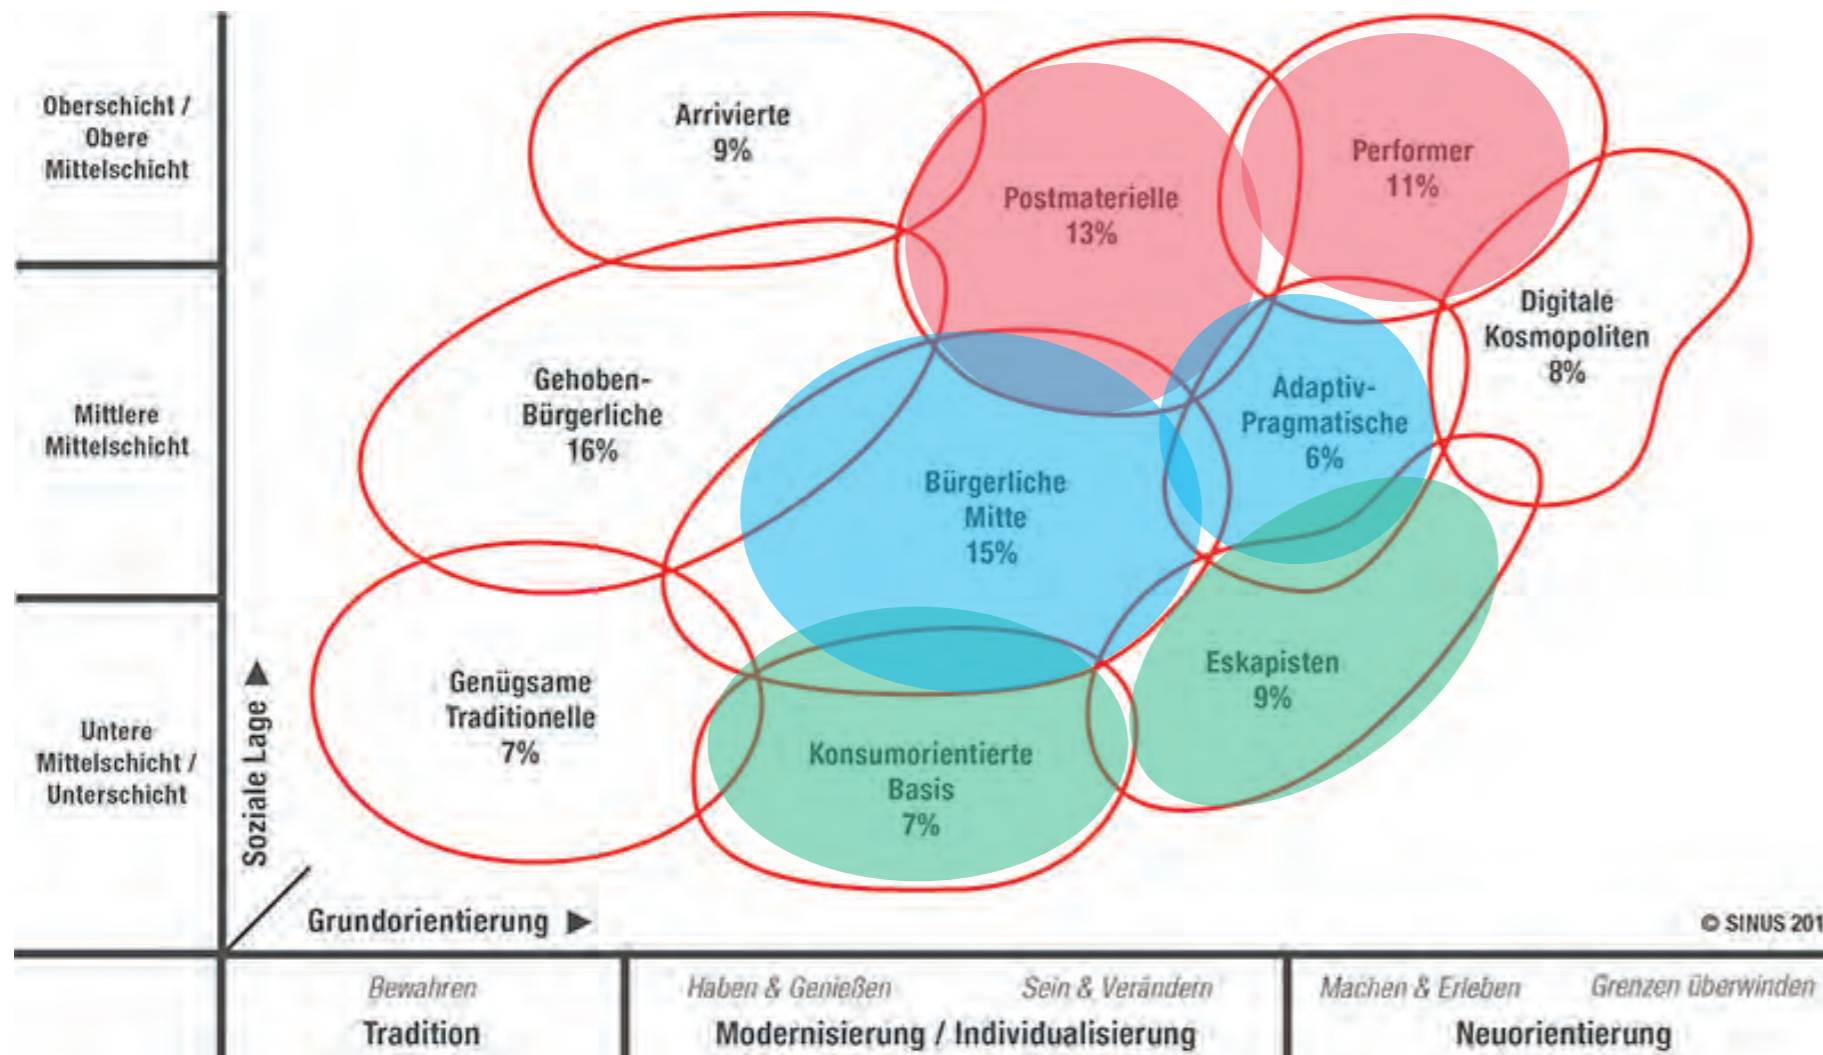 Oberschicht /
Obere
Mittelschicht
Mittlere
Mittelschicht
Untere
Mittelschicht /
Unterschicht
Soziale Lage ▶
Grundorientierung ▶
Arrivierte
9%
Postmaterielle
13%
Performer
11%
Digitale
Kosmopoliten
8%
Gehoben-
Bürgerliche
16%
Adaptiv-
Pragmatische
6%
Bürgerliche
Mitte
15%
Genügsame
Traditionelle
7%
Konsumorientierte
Basis
7%
Eskapisten
9%
© SINUS 201
Bewahren
Tradition
Haben & Genießen
Sein & Verändern
Modernisierung / Individualisierung
Machen & Erleben
Grenzen überwinden
Neuorientierung